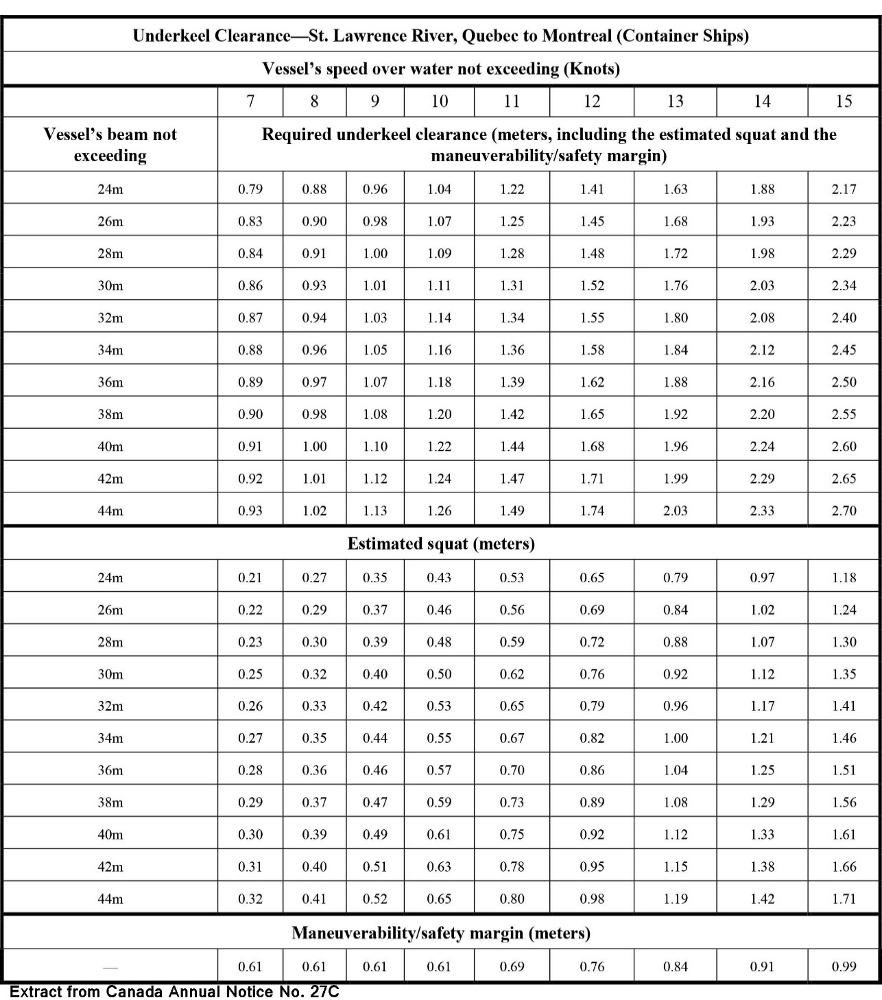 Underkeel Clearance—St. Lawrence River, Quebec to Montreal (Container Ships)
Vessel’s speed over water not exceeding (Knots)
7 8 9 10 11 12 13 14 15
Vessel’s beam not exceeding
Required underkeel clearance (meters, including the estimated squat and the
maneuverability/safety margin)
24m 0.79 0.88 0.96 1.04 1.22 1.41 1.63 1.88 2.17
26m 0.83 0.90 0.98 1.07 1.25 1.45 1.68 1.93 2.23
28m 0.84 0.91 1.00 1.09 1.28 1.48 1.72 1.98 2.29
30m 0.86 0.93 1.01 1.11 1.31 1.52 1.76 2.03 2.34
32m 0.87 0.94 1.03 1.14 1.34 1.55 1.80 2.08 2.40
34m 0.88 0.96 1.05 1.16 1.36 1.58 1.84 2.12 2.45
36m 0.89 0.97 1.07 1.18 1.39 1.62 1.88 2.16 2.50
38m 0.90 0.98 1.08 1.20 1.42 1.65 1.92 2.20 2.55
40m 0.91 1.00 1.10 1.22 1.44 1.68 1.96 2.24 2.60
42m 0.92 1.01 1.12 1.24 1.47 1.71 1.99 2.29 2.65
44m 0.93 1.02 1.13 1.26 1.49 1.74 2.03 2.33 2.70
Estimated squat (meters)
24m 0.21 0.27 0.35 0.43 0.53 0.65 0.79 0.97 1.18
26m 0.22 0.29 0.37 0.46 0.56 0.69 0.84 1.02 1.24
28m 0.23 0.30 0.39 0.48 0.59 0.72 0.88 1.07 1.30
30m 0.25 0.32 0.40 0.50 0.62 0.76 0.92 1.12 1.35
32m 0.26 0.33 0.42 0.53 0.65 0.79 0.96 1.17 1.41
34m 0.27 0.35 0.44 0.55 0.67 0.82 1.00 1.21 1.46
36m 0.28 0.36 0.46 0.57 0.70 0.86 1.04 1.25 1.51
38m 0.29 0.37 0.47 0.59 0.73 0.89 1.08 1.29 1.56
40m 0.30 0.39 0.49 0.61 0.75 0.92 1.12 1.33 1.61
42m 0.31 0.40 0.51 0.63 0.78 0.95 1.15 1.38 1.66
44m 0.32 0.41 0.52 0.65 0.80 0.98 1.19 1.42 1.71
Maneuverability/safety margin (meters)
— 0.61 0.61 0.61 0.61 0.69 0.76 0.84 0.91 0.99
Extract from Canada Annual Notice No. 27C